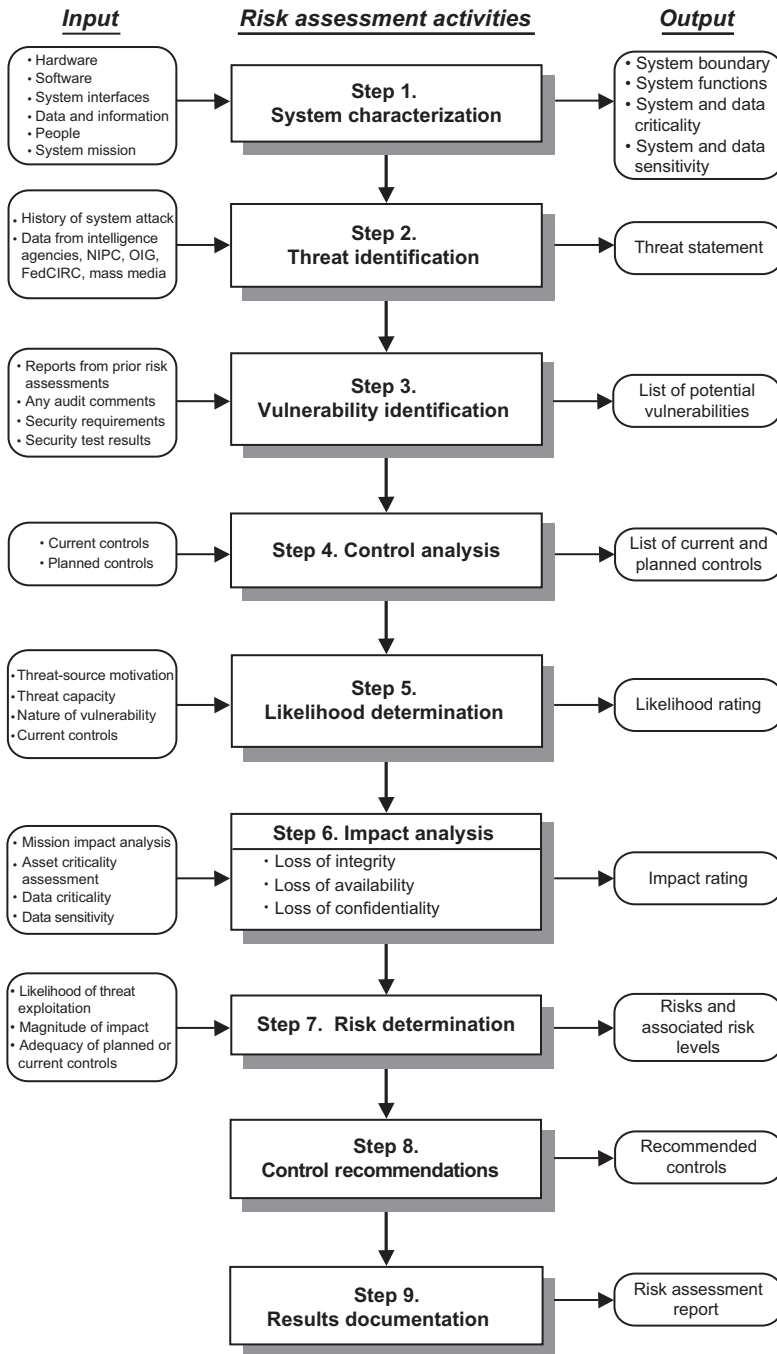 Input
Risk assessment activities
Output
• Hardware
• Software
• System interfaces
• Data and information
• People
• System mission
Step 1.
System characterization
• System boundary
• System functions
• System and data
criticality
• System and data
sensitivity
• History of system attack
• Data from intelligence
agencies, NIPC, OIG,
FedCIRC, mass media
Step 2.
Threat identification
Threat statement
• Reports from prior risk
assessments
• Any audit comments
• Security requirements
• Security test results
Step 3.
Vulnerability identification
List of potential
vulnerabilities
• Current controls
• Planned controls
Step 4. Control analysis
List of current and
planned controls
•Threat-source motivation
•Threat capacity
•Nature of vulnerability
•Current controls
Step 5.
Likelihood determination
Likelihood rating
• Mission impact analysis
• Asset criticality
assessment
• Data criticality
• Data sensitivity
Step 6. Impact analysis
· Loss of integrity
· Loss of availability
· Loss of confidentiality
Impact rating
• Likelihood of threat
exploitation
• Magnitude of impact
• Adequacy of planned or
current controls
Step 7. Risk determination
Risks and
associated risk
levels
Step 8.
Control recommendations
Recommended
controls
Step 9.
Results documentation
Risk assessment
report